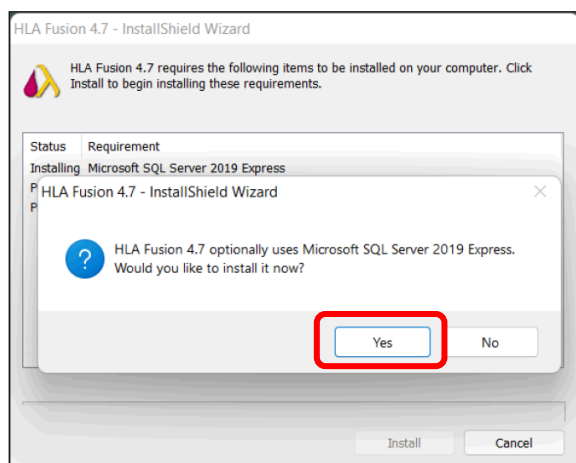 HLA Fusion 4.7 - InstallShield Wizard
HLA Fusion 4.7 requires the following items to be installed on your computer. Click
Install to begin installing these requirements.
Status Requirement
Installing Microsoft SQL Server 2019 Express
HLA Fusion 4.7 - InstallShield Wizard
HLA Fusion 4.7 optionally uses Microsoft SQL Server 2019 Express.
Would you like to install it now?
Yes No
Install Cancel